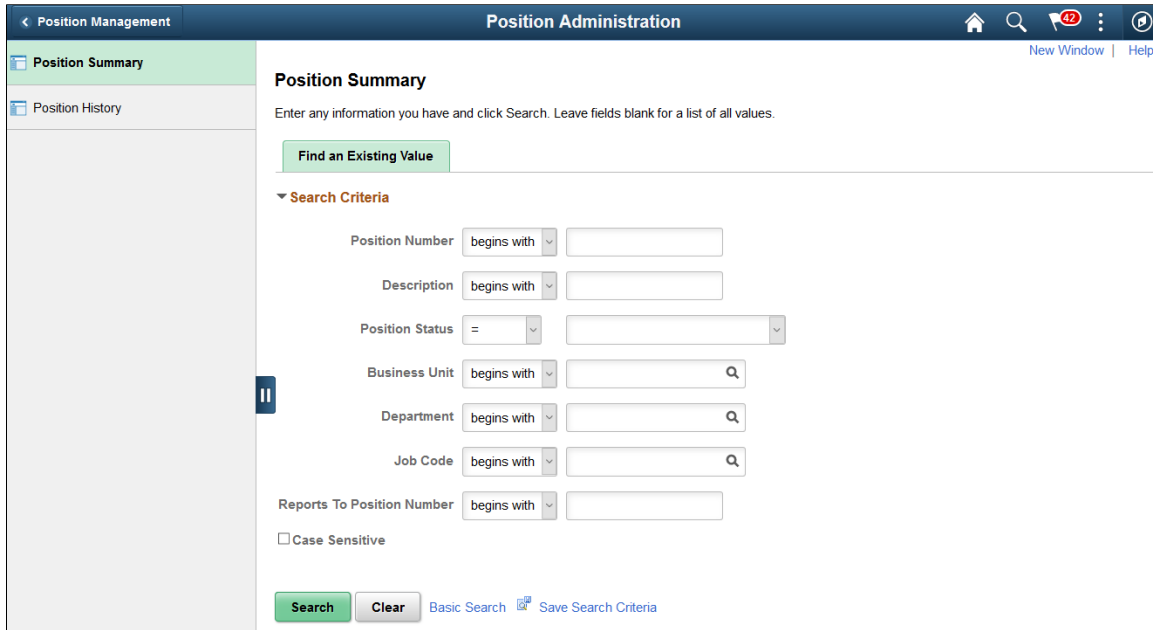 Position Management
Position Administration
42
New Window | Help
Position Summary
Position History
Position Summary
Enter any information you have and click Search. Leave fields blank for a list of all values.
Find an Existing Value
Search Criteria
Position Number begins with
Description begins with
Position Status =
Business Unit begins with
Department begins with
Job Code begins with
Reports To Position Number begins with
Case Sensitive
Search Clear Basic Search Save Search Criteria